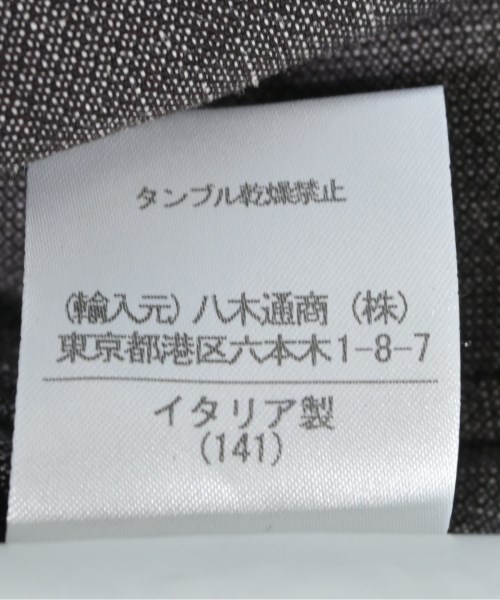 タンブル乾燥禁止
(輸入元) 八木通商 (株)
東京都港区六本木1-8-7
イタリア製
(141)